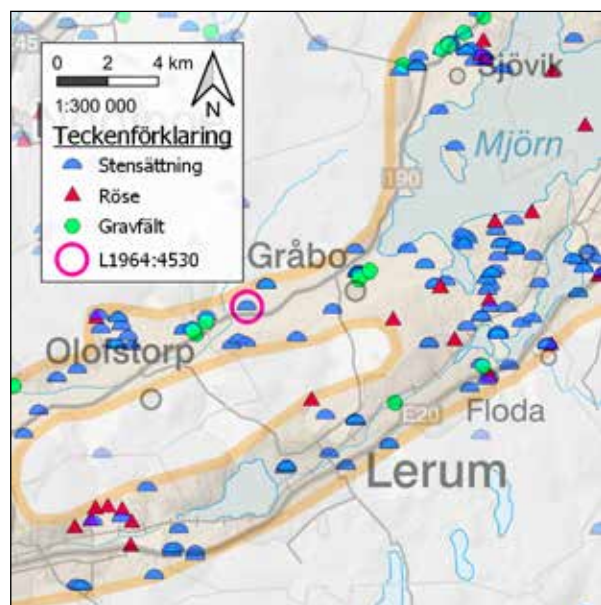 E45
0 2 4 km
1:300 000
N
Teckenförklaring
Stensättning
Röse
Gravfält
L1964:4530
Sjövik
Mjörn
190
Gråbo
Olofstorp
E20
Floda
Lerum